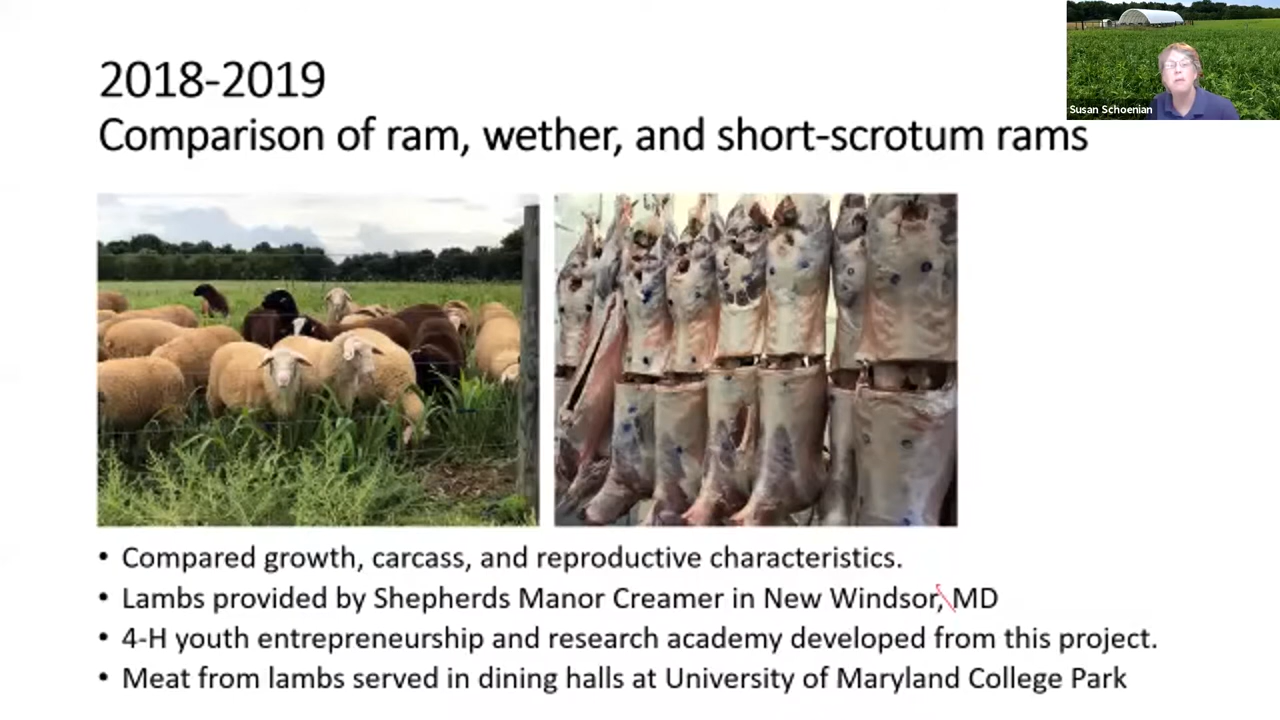 2018-2019
Comparison of ram, wether, and short-scrotum rams
Susan Schoenian
• Compared growth, carcass, and reproductive characteristics.
• Lambs provided by Shepherds Manor Creamer in New Windsor, MD
• 4-H youth entrepreneurship and research academy developed from this project.
• Meat from lambs served in dining halls at University of Maryland College Park